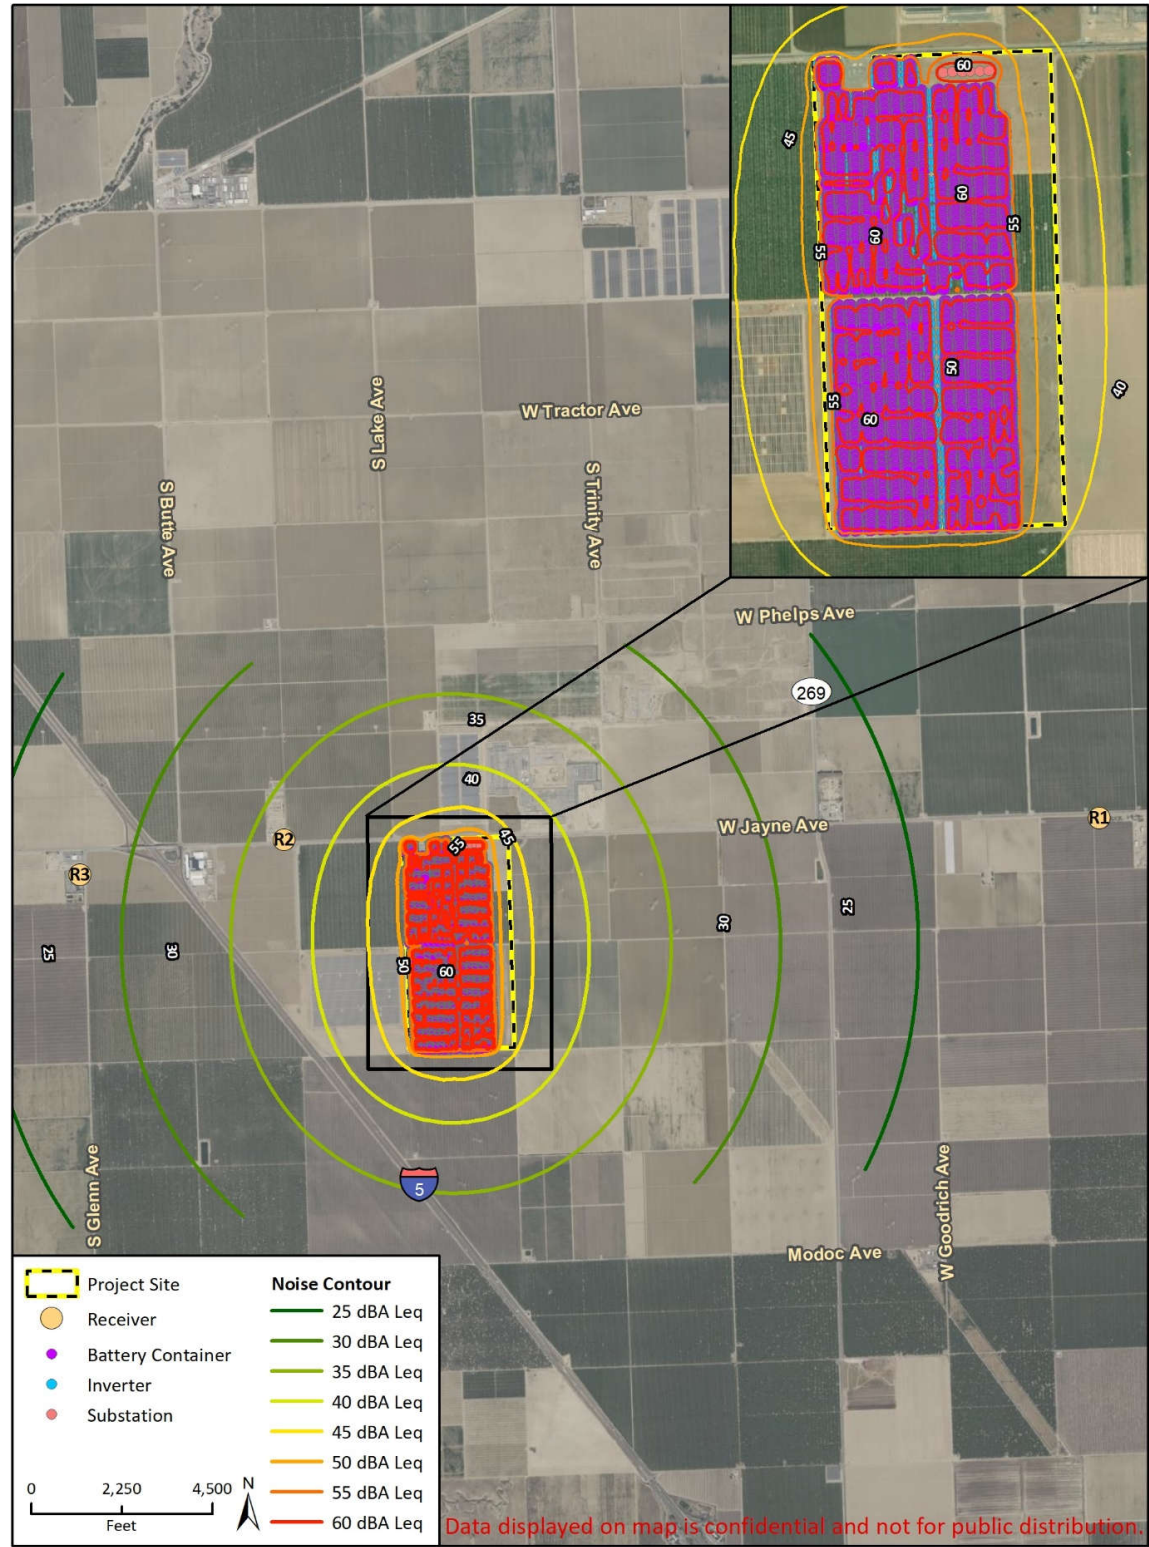 60
45
60
60
55
55
50
40
55
60
W Tractor Ave
S Lake Ave
S Butte Ave
S Trinity Ave
W Phelps Ave
269
35
40
W Jayne Ave
R1
R2
55
45
R3
25
30
50
60
30
25
5
S Glenn Ave
Modoc Ave
W Goodrich Ave
Project Site
Receiver
Battery Container
Inverter
Substation
0 2,250 4,500
Feet
N
Noise Contour
25 dBA Leq
30 dBA Leq
35 dBA Leq
40 dBA Leq
45 dBA Leq
50 dBA Leq
55 dBA Leq
60 dBA Leq
Data displayed on map is confidential and not for public distribution.